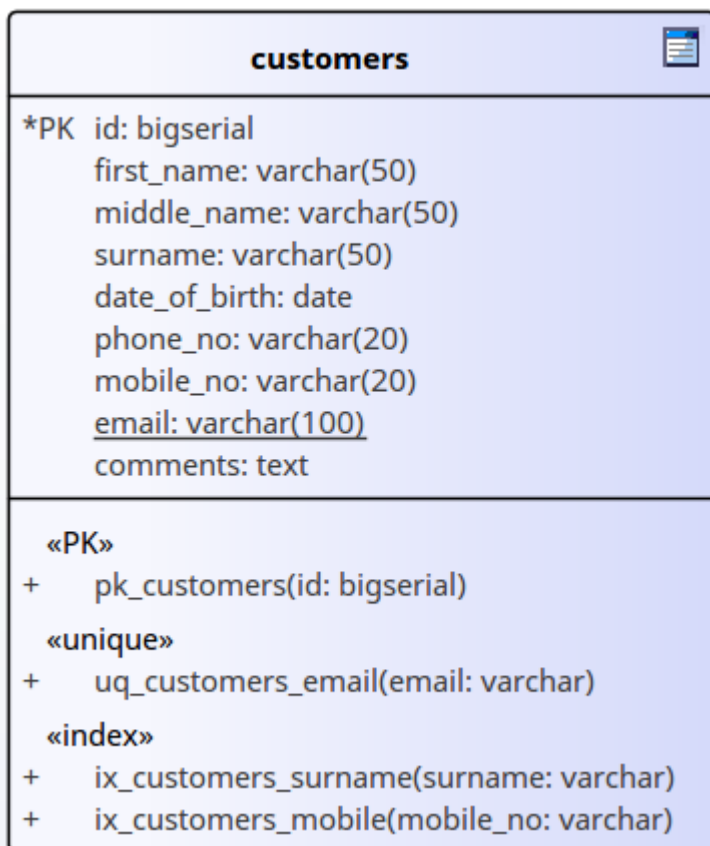 customers
*PK id: bigserial
first_name: varchar(50)
middle_name: varchar(50)
surname: varchar(50)
date_of_birth: date
phone_no: varchar(20)
mobile_no: varchar(20)
email: varchar(100)
comments: text
«PK»
+ pk_customers(id: bigserial)
«unique»
+ uq_customers_email(email: varchar)
«index»
+ ix_customers_surname(surname: varchar)
+ ix_customers_mobile(mobile_no: varchar)